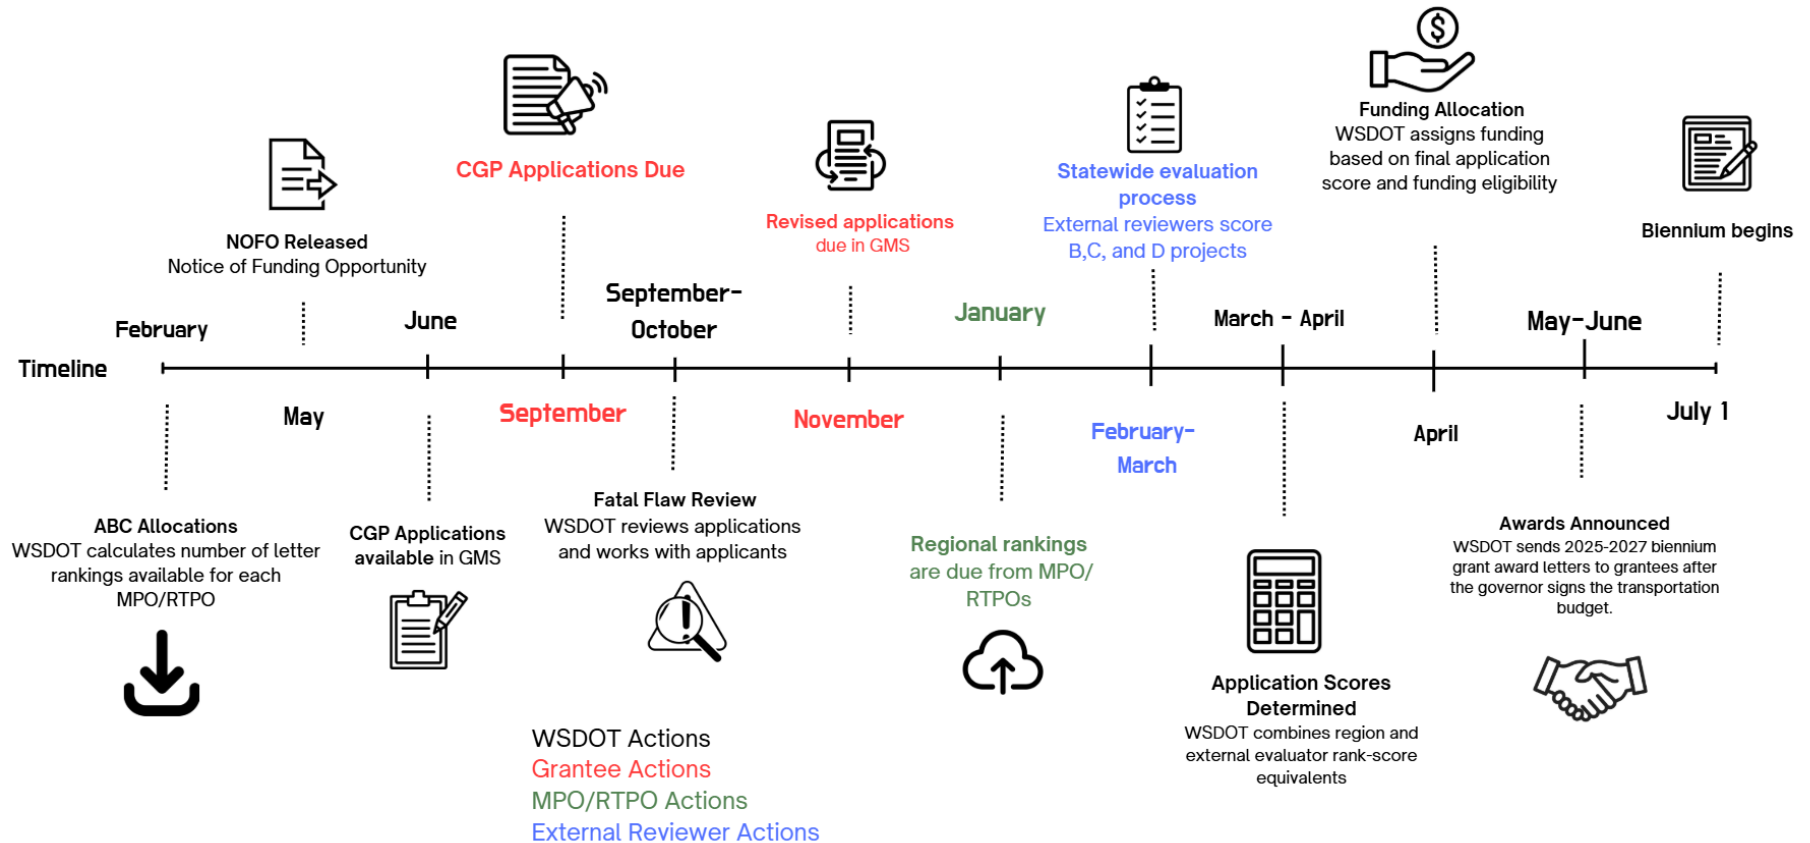 Funding Allocation
WSDOT assigns funding
based on final application
score and funding eligibility
CGP Applications Due
Statewide evaluation
process
External reviewers score
B,C, and D projects
Revised applications
due in GMS
Biennium begins
NOFO Released
Notice of Funding Opportunity
February
June
September-
October
January
March - April
May-June
Timeline
May
September
November
February-
March
April
July 1
ABC Allocations
WSDOT calculates number of letter
rankings available for each
MPO/RTPO
CGP Applications
available in GMS
Fatal Flaw Review
WSDOT reviews applications
and works with applicants
Regional rankings
are due from MPO/
RTPOs
Application Scores
Determined
WSDOT combines region and
external evaluator rank-score
equivalents
Awards Announced
WSDOT sends 2025-2027 biennium
grant award letters to grantees after
the governor signs the transportation
budget.
WSDOT Actions
Grantee Actions
MPO/RTPO Actions
External Reviewer Actions